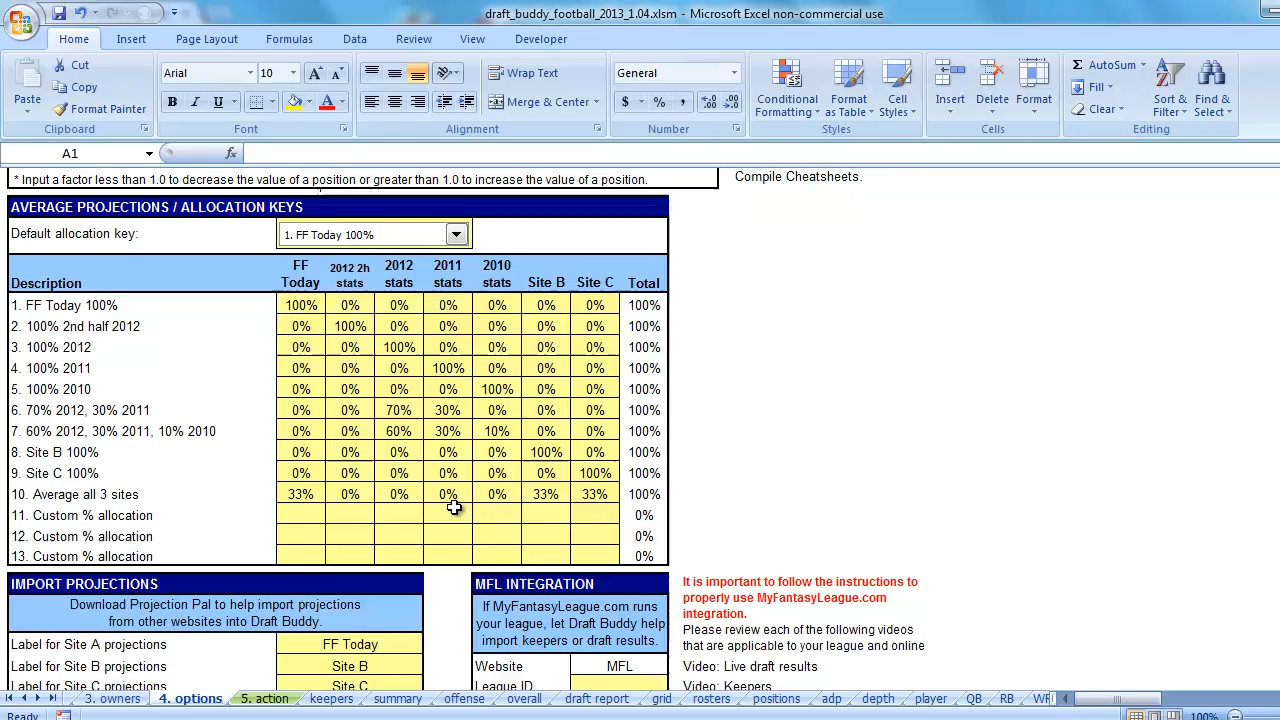 draft_buddy_football_2013_1.04.xlsm - Microsoft Excel non-commercial use
Home Insert Page Layout Formulas Data Review View Developer
Paste Cut Copy Format Painter
Arial 10 General
B I U
Wrap Text
Merge & Center
$ % ,
Conditional Formatting Format as Table Cell Styles
Insert Delete Format
Σ AutoSum Fill Clear
Sort & Filter Find & Select
Clipboard Font Alignment Number Styles Cells Editing
A1 fx
* Input a factor less than 1.0 to decrease the value of a position or greater than 1.0 to increase the value of a position. Compile Cheatsheets.
AVERAGE PROJECTIONS / ALLOCATION KEYS
Default allocation key: 1. FF Today 100%
Description FF Today 2012 2h stats 2012 stats 2011 stats 2010 stats Site B Site C Total
1. FF Today 100% 100% 0% 0% 0% 0% 0% 0% 100%
2. 100% 2nd half 2012 0% 100% 0% 0% 0% 0% 0% 100%
3. 100% 2012 0% 0% 100% 0% 0% 0% 0% 100%
4. 100% 2011 0% 0% 0% 100% 0% 0% 0% 100%
5. 100% 2010 0% 0% 0% 0% 100% 0% 0% 100%
6. 70% 2012, 30% 2011 0% 0% 70% 30% 0% 0% 0% 100%
7. 60% 2012, 30% 2011, 10% 2010 0% 0% 60% 30% 10% 0% 0% 100%
8. Site B 100% 0% 0% 0% 0% 0% 100% 0% 100%
9. Site C 100% 0% 0% 0% 0% 0% 0% 100% 100%
10. Average all 3 sites 33% 0% 0% 0% 0% 33% 33% 100%
11. Custom % allocation 0%
12. Custom % allocation 0%
13. Custom % allocation 0%
IMPORT PROJECTIONS
Download Projection Pal to help import projections
from other websites into Draft Buddy.
Label for Site A projections FF Today
Label for Site B projections Site B
Label for Site C projections Site C
MFL INTEGRATION
If MyFantasyLeague.com runs
your league, let Draft Buddy help
import keepers or draft results.
Website MFL
League ID
It is important to follow the instructions to
properly use MyFantasyLeague.com
integration.
Please review each of the following videos
that are applicable to your league and online
Video: Live draft results
Video: Keepers
3. owners 4. options 5. action keepers summary offense overall draft report grid rosters positions adp depth player QB RB WR
Ready 100%